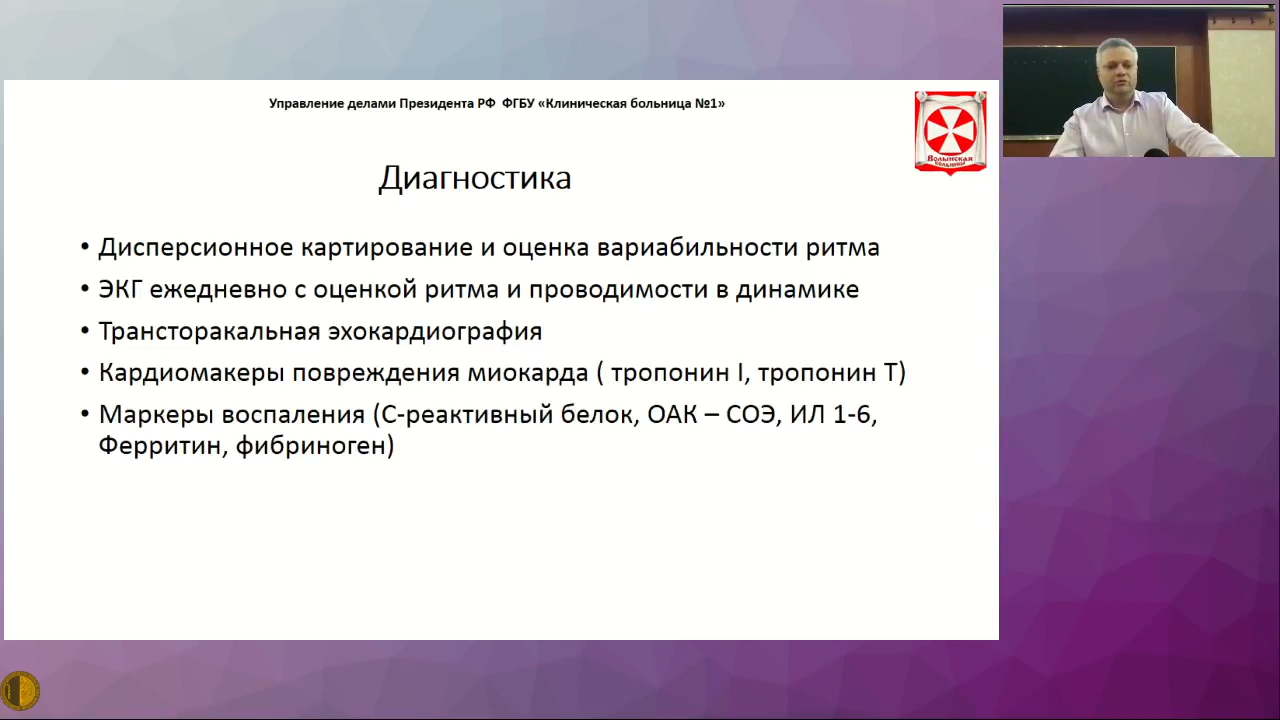 Управление делами Президента РФ ФГБУ «Клиническая больница №1»
Волынская
больница
Диагностика
• Дисперсионное картирование и оценка вариабильности ритма
• ЭКГ ежедневно с оценкой ритма и проводимости в динамике
• Трансторакальная эхокардиография
• Кардиомакеры повреждения миокарда ( тропонин I, тропонин Т)
• Маркеры воспаления (С-реактивный белок, ОАК – СОЭ, ИЛ 1-6,
Ферритин, фибриноген)